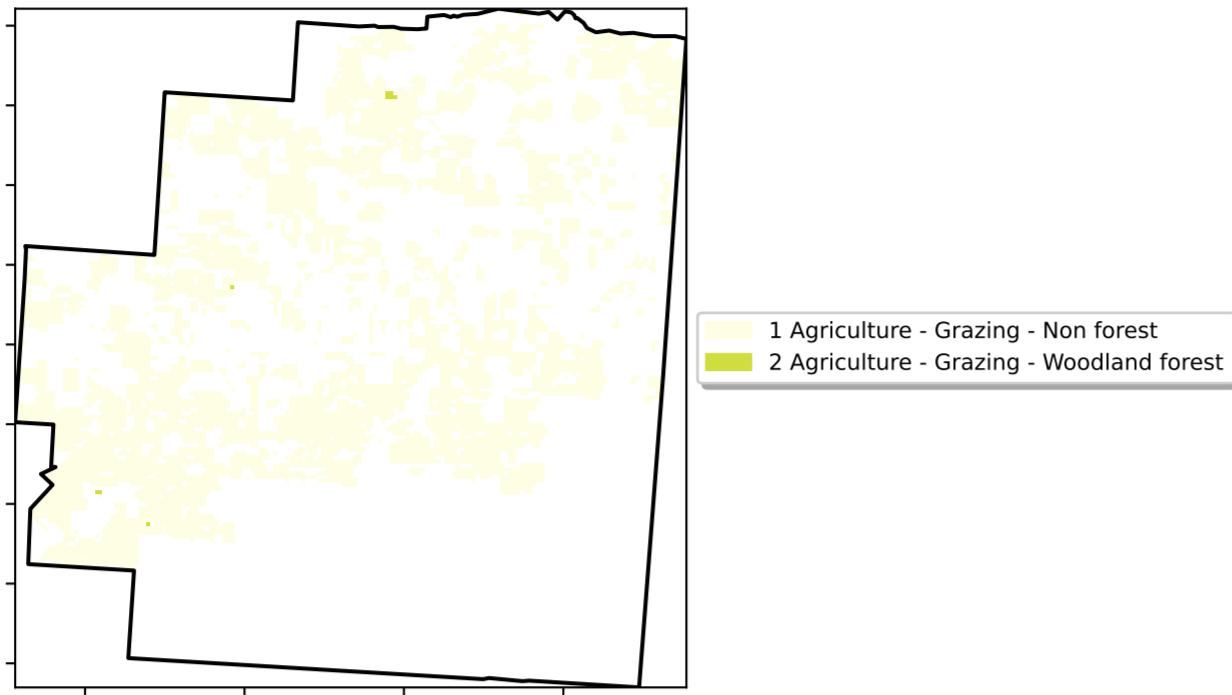 1 Agriculture - Grazing - Non forest
2 Agriculture - Grazing - Woodland forest